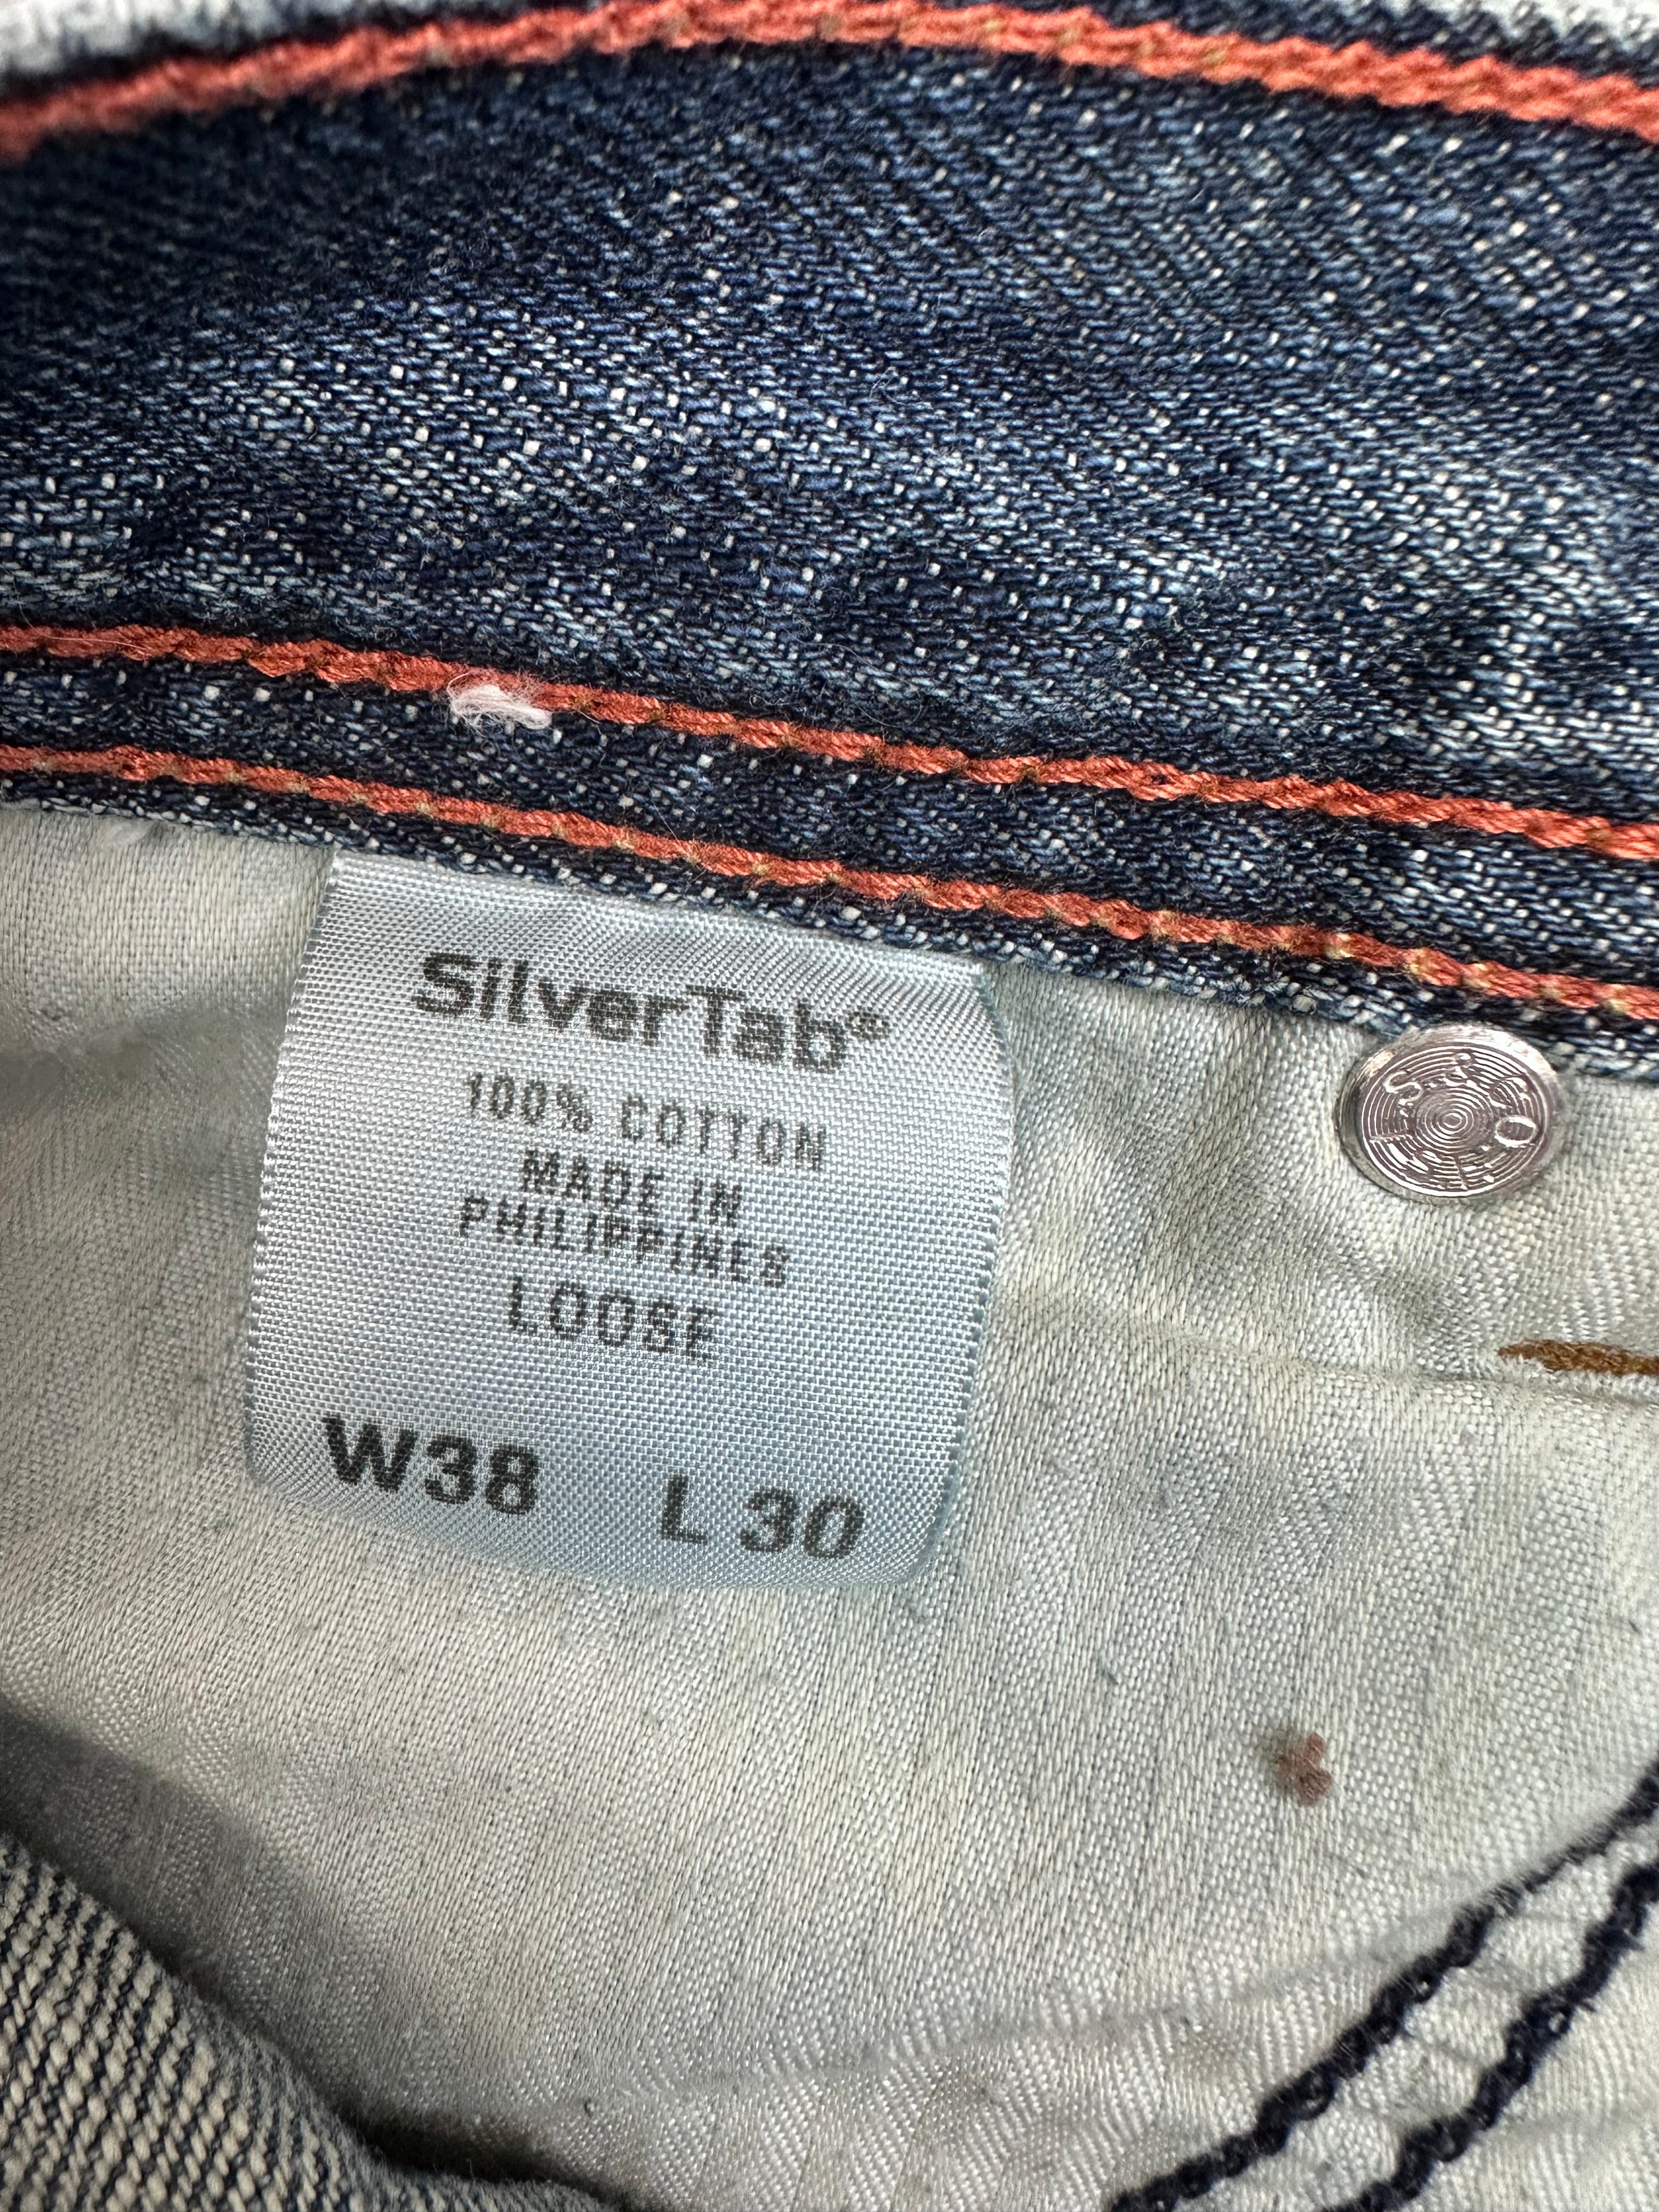 SilverTab®
100% COTTON
MADE IN
PHILIPPINES
LOOSE
W38 L 30